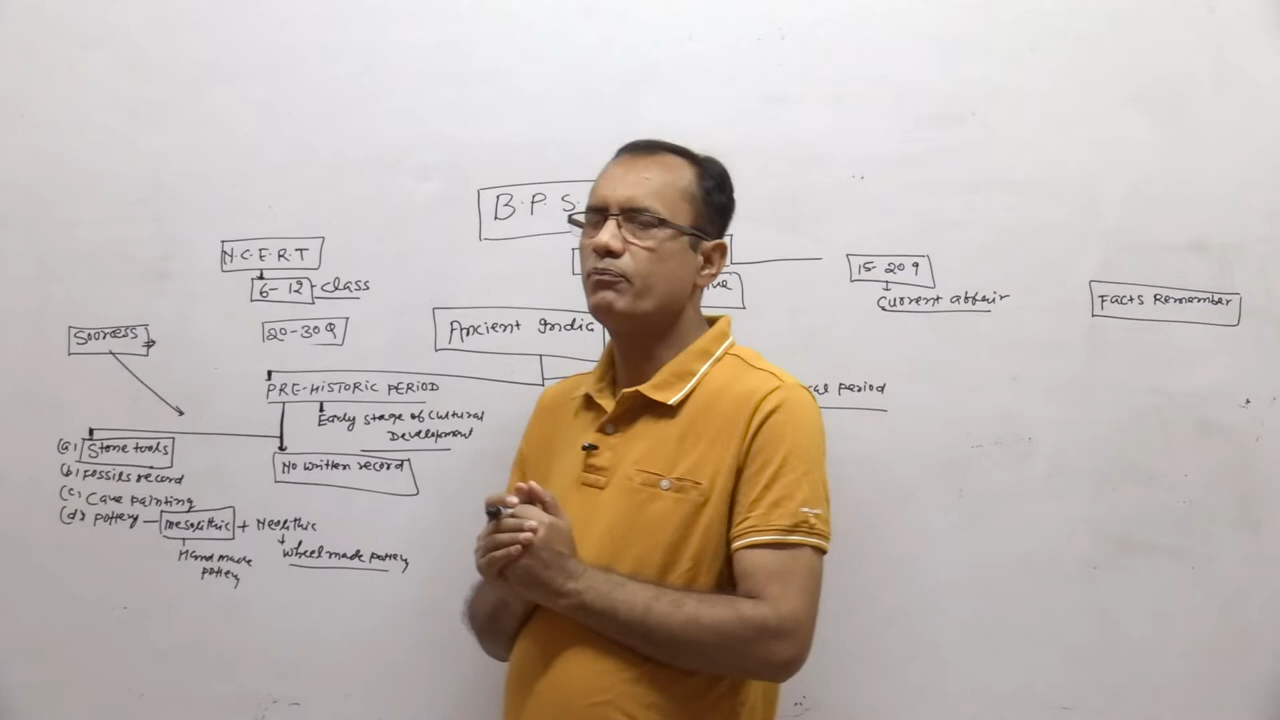 B.P.S.
N.C.E.R.T
6-12 - class
20-30Q
15-20 Q
Current affair
Facts Remember
Ancient India
Sources
PRE-HISTORIC PERIOD
Early stage of Cultural
Development
No written record
period
(a) Stone tools
(b) Fossils record
(c) Cave painting
(d) pottery - mesolithic + Neolithic
Hand made
pottery
wheel made pottery